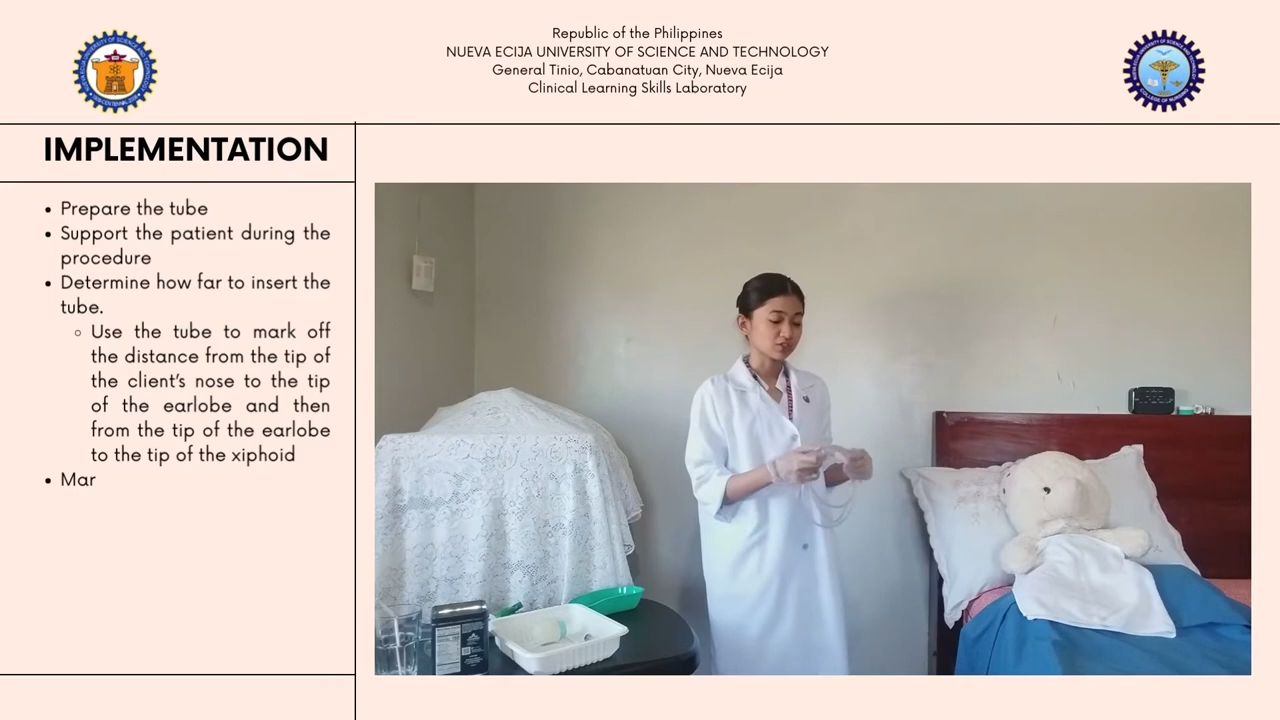 Republic of the Philippines
NUEVA ECIJA UNIVERSITY OF SCIENCE AND TECHNOLOGY
General Tinio, Cabanatuan City, Nueva Ecija
Clinical Learning Skills Laboratory
IMPLEMENTATION
Prepare the tube
Support the patient during the
procedure
Determine how far to insert the
tube.
Use the tube to mark off
the distance from the tip of
the client's nose to the tip
of the earlobe and then
from the tip of the earlobe
to the tip of the xiphoid
Mar
COLLEGE OF NURSING